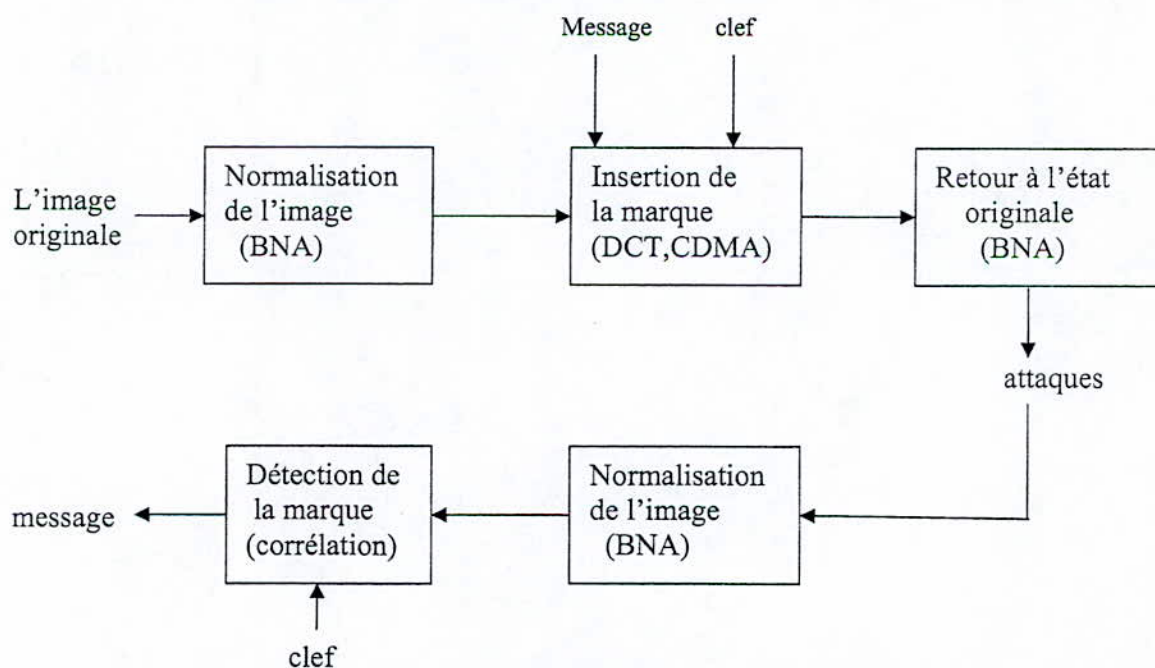 Message clef
L'image
originale
Normalisation
de l'image
(BNA)
Insertion de
la marque
(DCT,CDMA)
Retour à l'état
originale
(BNA)
attaques
Normalisation
de l'image
(BNA)
Détection de
la marque
(corrélation)
message
clef